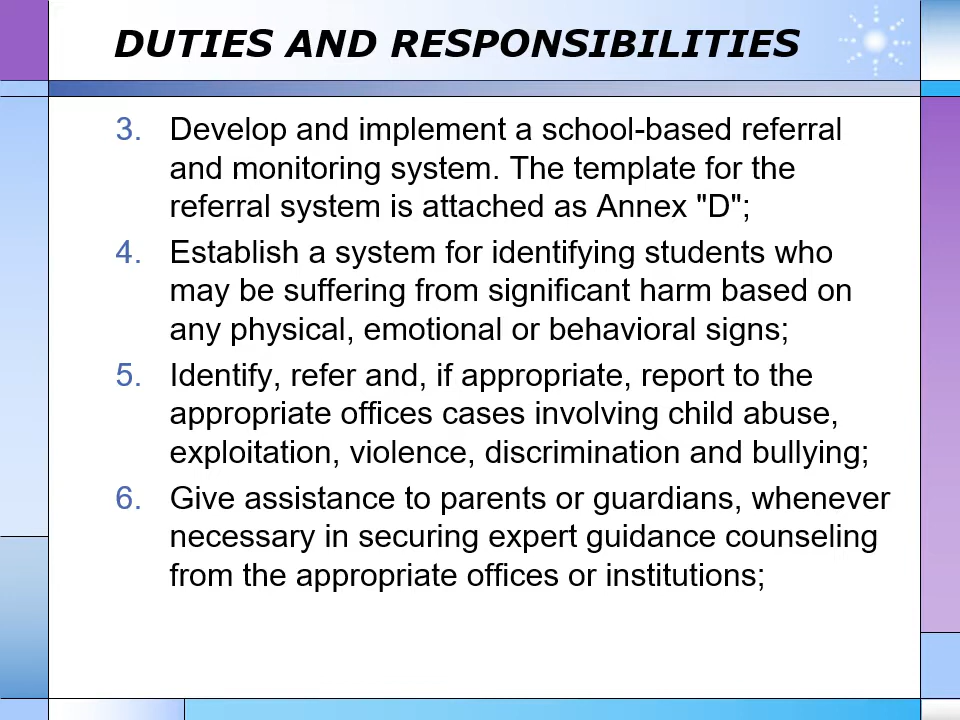 DUTIES AND RESPONSIBILITIES
3. Develop and implement a school-based referral
and monitoring system. The template for the
referral system is attached as Annex "D";
4. Establish a system for identifying students who
may be suffering from significant harm based on
any physical, emotional or behavioral signs;
5. Identify, refer and, if appropriate, report to the
appropriate offices cases involving child abuse,
exploitation, violence, discrimination and bullying;
6. Give assistance to parents or guardians, whenever
necessary in securing expert guidance counseling
from the appropriate offices or institutions;